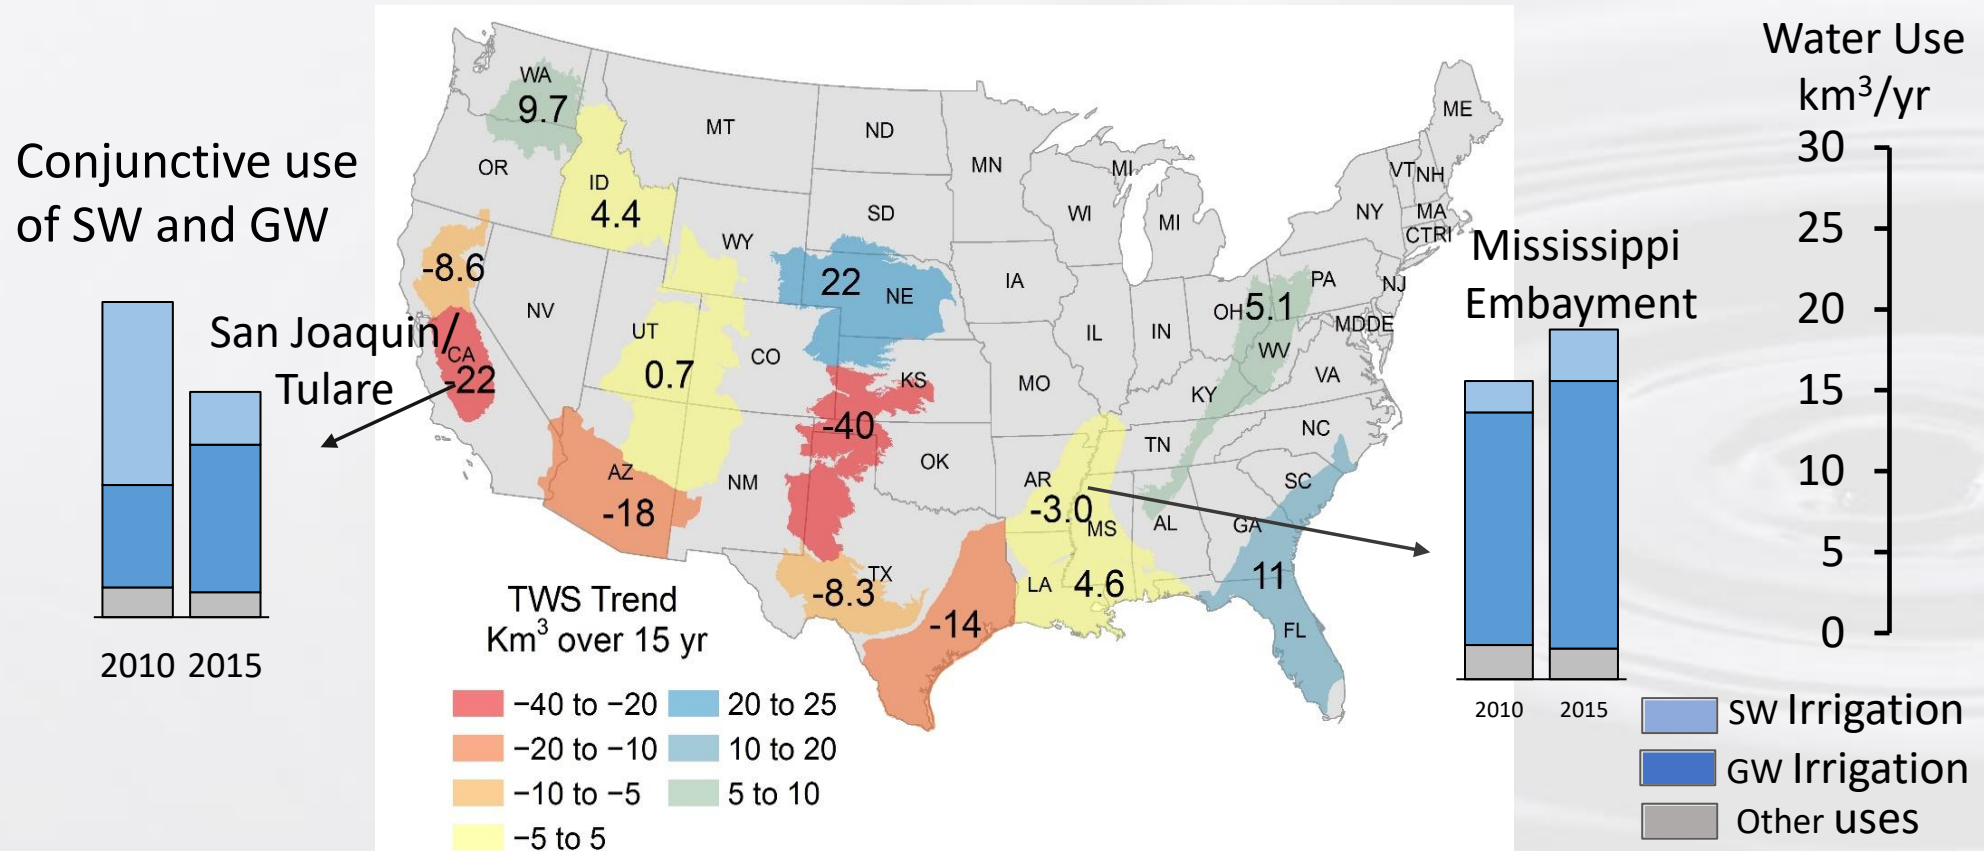 Conjunctive use
of SW and GW
San Joaquin/
Tulare
2010 2015
WA
9.7
OR
ID
4.4
MT
ND
MN
SD
WY
WI
MI
MI
ME
VT
NH
NY
MA
CT
RI
-8.6
CA
-22
NV
UT
0.7
CO
22
NE
IA
IL
IN
OH
5.1
PA
NJ
MD
DE
WV
VA
KY
KS
-40
MO
AZ
-18
NM
OK
AR
-3.0
MS
TN
NC
SC
AL
GA
11
FL
TX
-8.3
-14
LA
4.6
TWS Trend
Km³ over 15 yr
−40 to −20
−20 to −10
−10 to −5
−5 to 5
20 to 25
10 to 20
5 to 10
Mississippi
Embayment
2010 2015
Water Use
km³/yr
30
25
20
15
10
5
0
SW Irrigation
GW Irrigation
Other uses